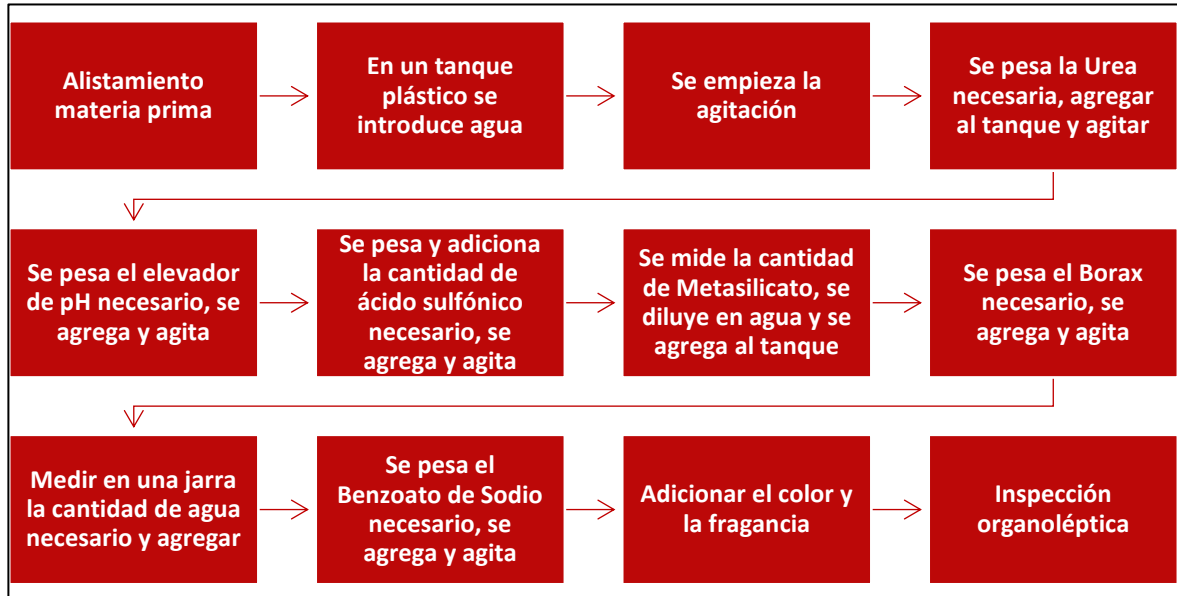 Alistamiento
materia prima
En un tanque
plástico se
introduce agua
Se empieza la
agitación
Se pesa la Urea
necesaria, agregar
al tanque y agitar
Se pesa el elevador
de pH necesario, se
agrega y agita
Se pesa y adiciona
la cantidad de
ácido sulfónico
necesario, se
agrega y agita
Se mide la cantidad
de Metasilicato, se
diluye en agua y se
agrega al tanque
Se pesa el Borax
necesario, se
agrega y agita
Medir en una jarra
la cantidad de agua
necesario y agregar
Se pesa el
Benzoato de Sodio
necesario, se
agrega y agita
Adicionar el color y
la fragancia
Inspección
organoléptica